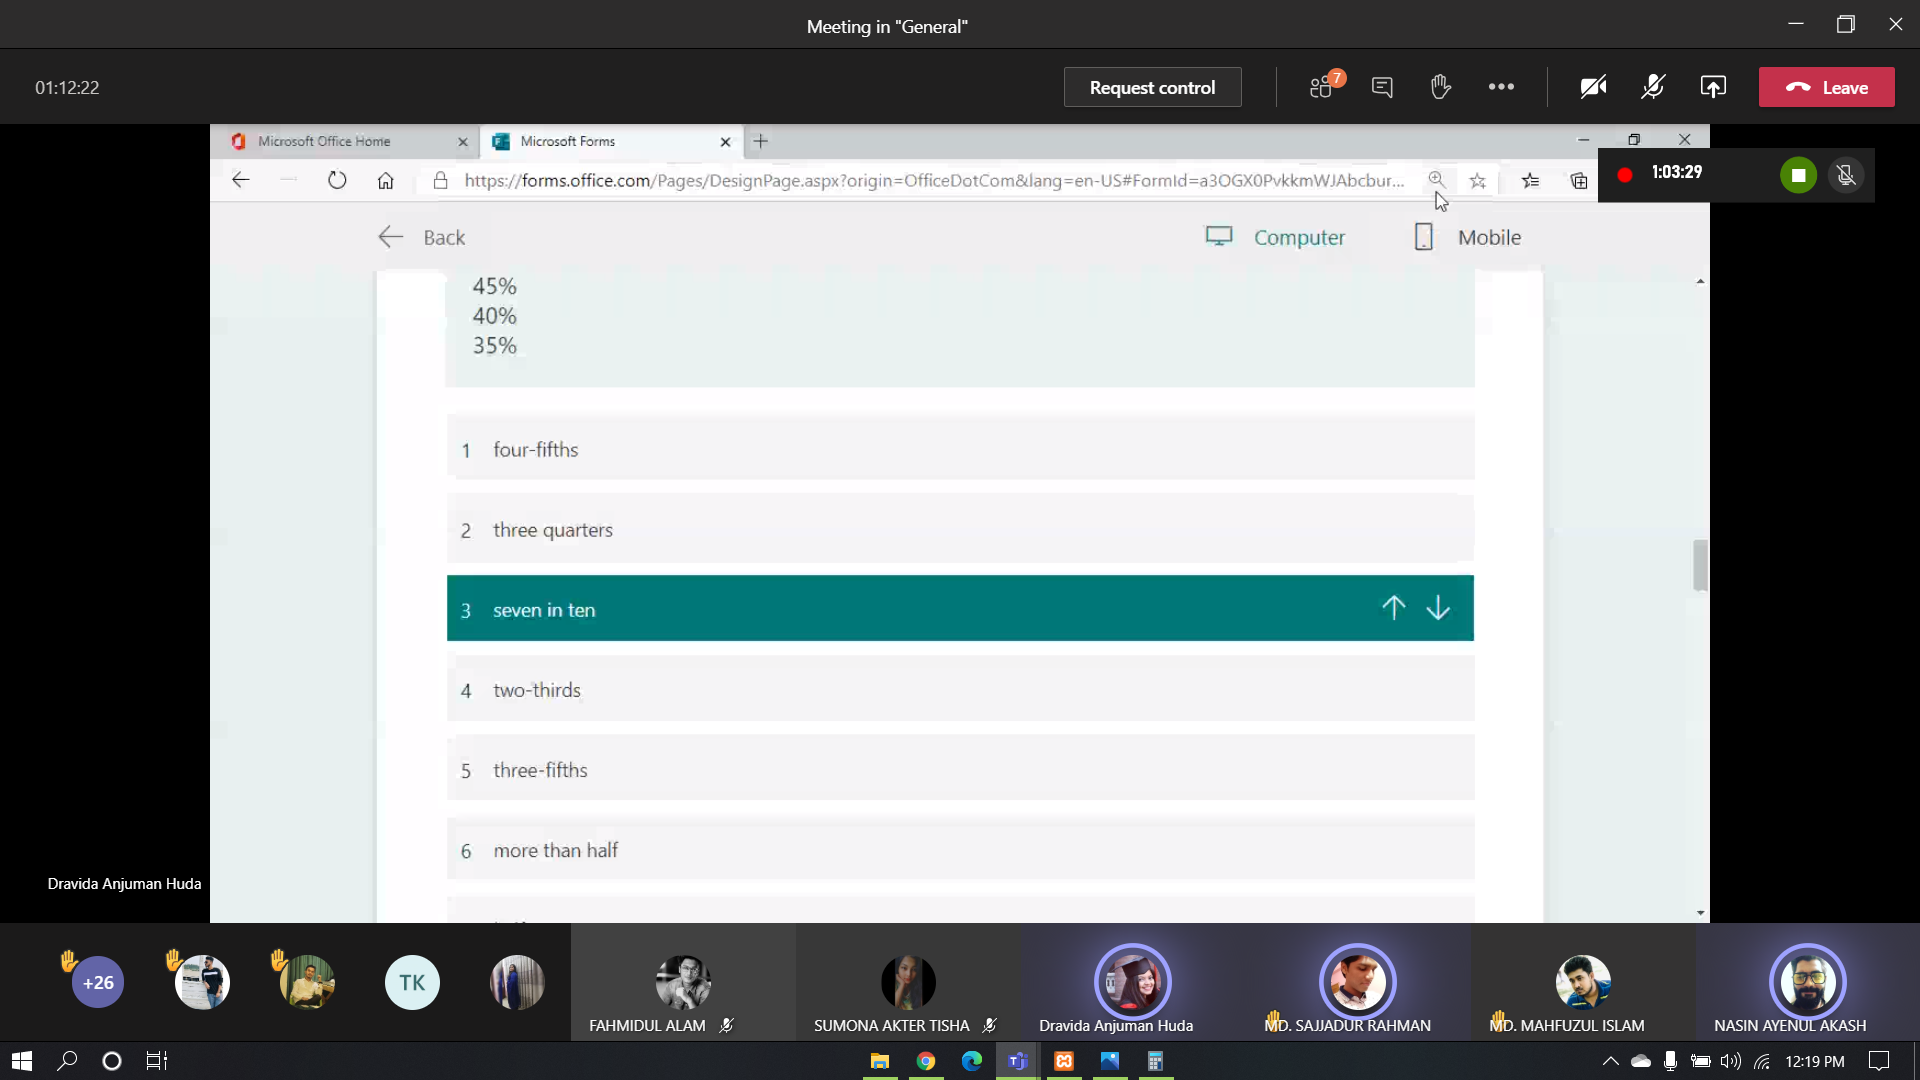 Meeting in "General"
01:12:22
Request control
7
Leave
Microsoft Office Home
Microsoft Forms
https://forms.office.com/Pages/DesignPage.aspx?origin=OfficeDotCom&lang=en-US#FormId=a3OGX0PvkkmWJAbcbur...
1:03:29
Back
Computer
Mobile
45%
40%
35%
1 four-fifths
2 three quarters
3 seven in ten
4 two-thirds
5 three-fifths
6 more than half
Dravida Anjuman Huda
+26
TK
FAHMIDUL ALAM
SUMONA AKTER TISHA
Dravida Anjuman Huda
MD. SAJJADUR RAHMAN
MD. MAHFUZUL ISLAM
NASIN AYENUL AKASH
12:19 PM